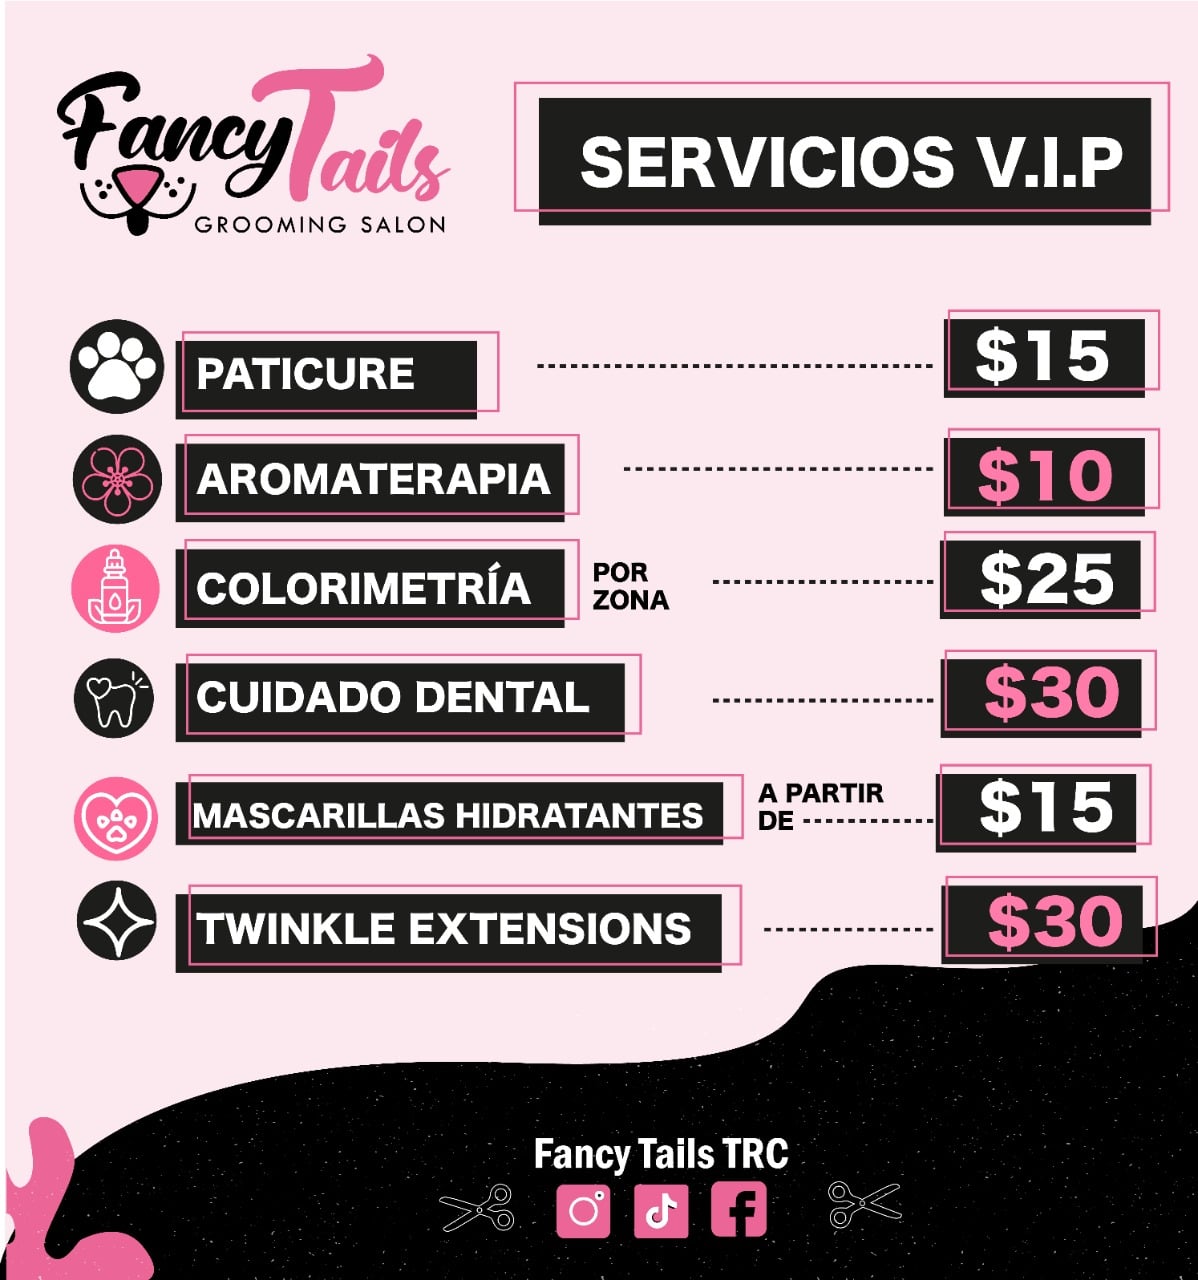 Fancy Tails
GROOMING SALON
SERVICIOS V.I.P
PATICURE
$15
AROMATERAPIA
$10
COLORIMETRÍA
POR
ZONA
$25
CUIDADO DENTAL
$30
MASCARILLAS HIDRATANTES
A PARTIR
DE
$15
TWINKLE EXTENSIONS
$30
Fancy Tails TRC